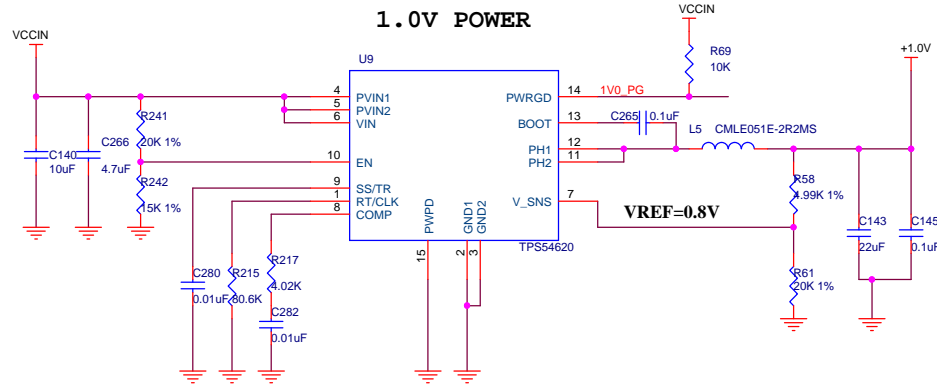 1.0V POWER
VCCIN
VCCIN
+1.0V
U9
R69
10K
4
PVIN1
5
PVIN2
6
VIN
PWRGD
14
1V0_PG
BOOT
13
C265
0.1uF
L5
CMLE051E-2R2MS
PH1
12
PH2
11
R241
20K 1%
C140
10uF
C266
4.7uF
10
EN
R242
15K 1%
9
SS/TR
1
RT/CLK
8
COMP
V_SNS
7
VREF=0.8V
R58
4.99K 1%
C143
22uF
C145
0.1uF
PWPD
GND1
GND2
15
2
3
TPS54620
C280
0.01uF
R215
80.6K
R217
4.02K
C282
0.01uF
R61
20K 1%